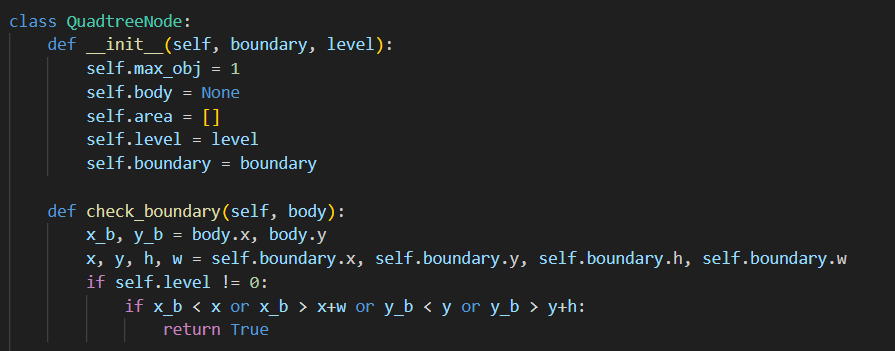 class QuadtreeNode:
    def __init__(self, boundary, level):
        self.max_obj = 1
        self.body = None
        self.area = []
        self.level = level
        self.boundary = boundary
    def check_boundary(self, body):
        x_b, y_b = body.x, body.y
        x, y, h, w = self.boundary.x, self.boundary.y, self.boundary.h, self.boundary.w
        if self.level != 0:
            if x_b < x or x_b > x+w or y_b < y or y_b > y+h:
                return True